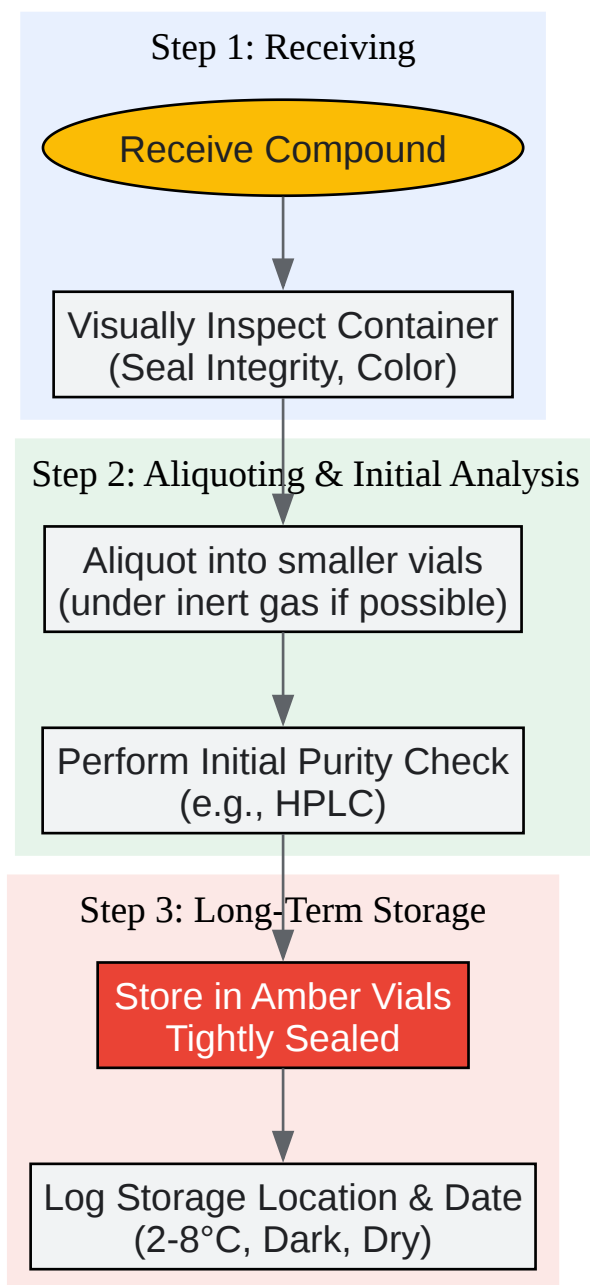 Step 1: Receiving
Receive Compound
Visually Inspect Container
(Seal Integrity, Color)
Step 2: Aliquoting & Initial Analysis
Aliquot into smaller vials
(under inert gas if possible)
Perform Initial Purity Check
(e.g., HPLC)
Step 3: Long-Term Storage
Store in Amber Vials
Tightly Sealed
Log Storage Location & Date
(2-8°C, Dark, Dry)